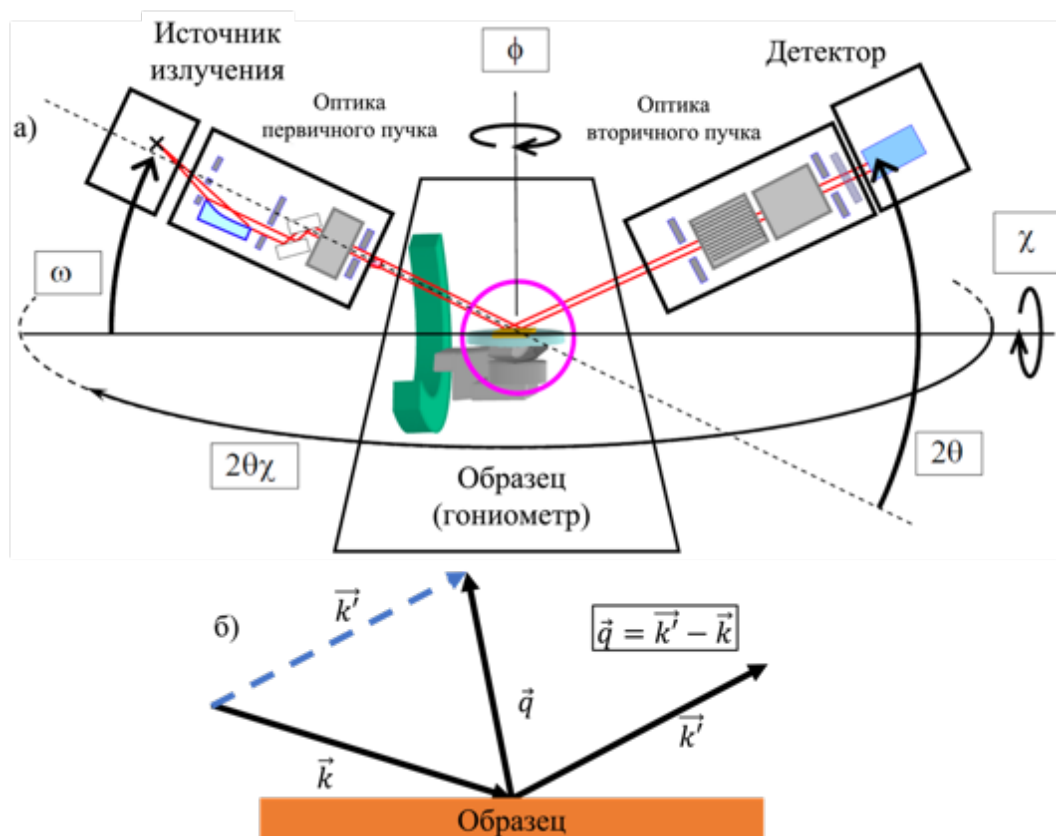 Источник
излучения
ϕ
Детектор
а)
Оптика
первичного пучка
Оптика
вторичного пучка
ω
χ
2θχ
2θ
Образец
(гониометр)
б)
k⃗'
q⃗ = k⃗' − k⃗
q⃗
k⃗'
k⃗
Образец